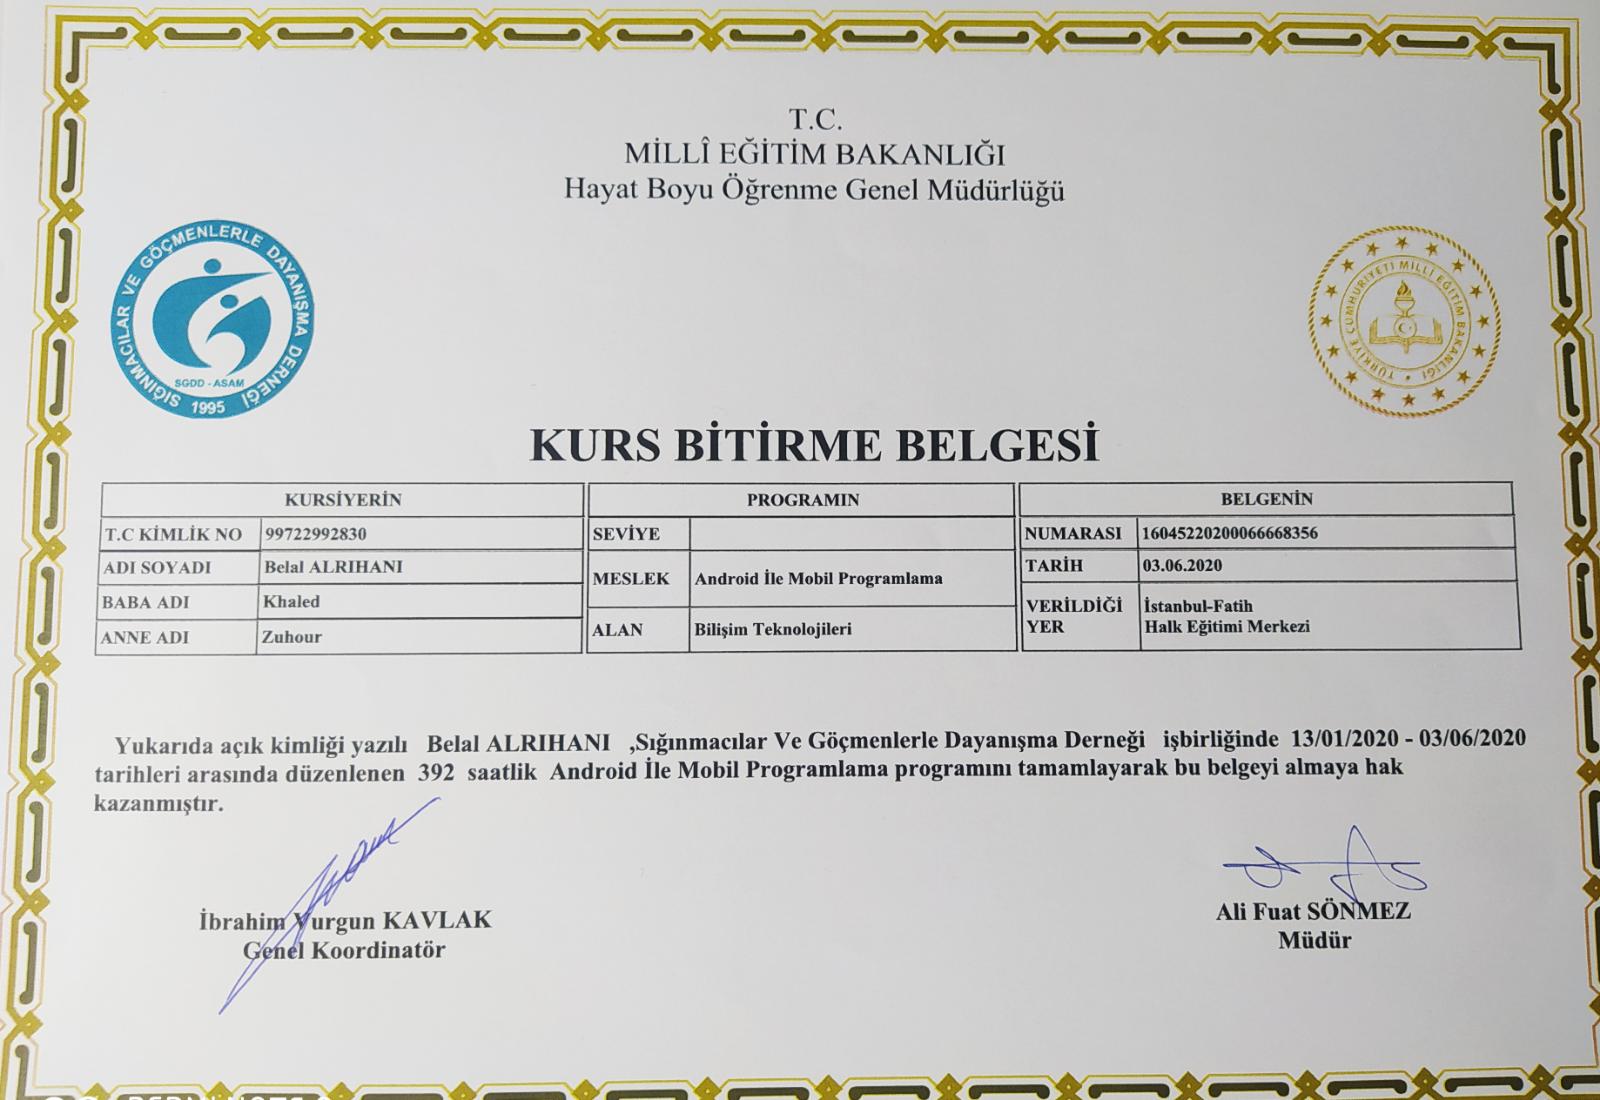 T.C.
MİLLÎ EĞİTİM BAKANLIĞI
Hayat Boyu Öğrenme Genel Müdürlüğü
SIĞINMACILAR VE GÖÇMENLERLE DAYANIŞMA DERNEĞİ
SGDD - ASAM
1995
TÜRKİYE CUMHURİYETİ MİLLİ EĞİTİM BAKANLIĞI
KURS BİTİRME BELGESİ
KURSİYERİN
T.C KİMLİK NO 99722992830
ADI SOYADI Belal ALRIHANI
BABA ADI Khaled
ANNE ADI Zuhour
PROGRAMIN
SEVİYE
MESLEK Android İle Mobil Programlama
ALAN Bilişim Teknolojileri
BELGENİN
NUMARASI 16045220200066668356
TARİH 03.06.2020
VERİLDİĞİ İstanbul-Fatih
YER Halk Eğitimi Merkezi
Yukarıda açık kimliği yazılı Belal ALRIHANI ,Sığınmacılar Ve Göçmenlerle Dayanışma Derneği işbirliğinde 13/01/2020 - 03/06/2020
tarihleri arasında düzenlenen 392 saatlik Android İle Mobil Programlama programını tamamlayarak bu belgeyi almaya hak
kazanmıştır.
İbrahim Vurgun KAVLAK
Genel Koordinatör
Ali Fuat SÖNMEZ
Müdür